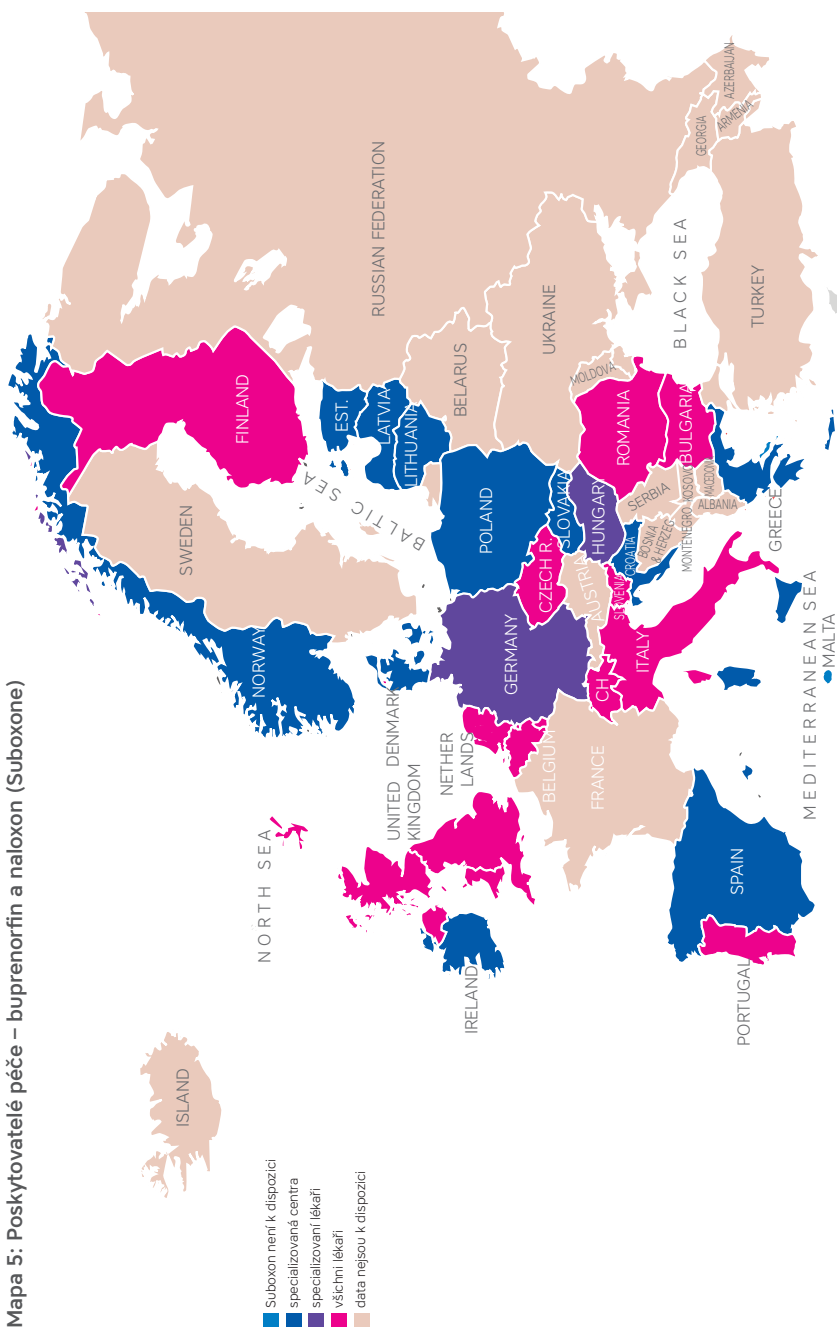 Mapa 5: Poskytovatelé péče – buprenorfin a naloxon (Suboxone)
ISLAND
NORTH SEA
FINLAND
SWEDEN
NORWAY
RUSSIAN FEDERATION
EST.
LATVIA
LITHUANIA
BALTIC SEA
BELARUS
UNITED
KINGDOM
DENMARK
IRELAND
NETHER
LANDS
BELGIUM
GERMANY
POLAND
CZECH R.
SLOVAKIA
UKRAINE
MOLDOVA
FRANCE
CH
AUSTRIA
HUNGARY
SLOVENIA
CROATIA
ROMANIA
ITALY
BOSNIA
& HERZEG.
SERBIA
MONTENEGRO
KOSOVO
BULGARIA
MACEDON.
ALBANIA
BLACK SEA
GEORGIA
ARMENIA
AZERBAIJAN
PORTUGAL
SPAIN
GREECE
TURKEY
MEDITERRANEAN SEA
MALTA
Suboxon není k dispozici
specializovaná centra
specializovaní lékaři
všichni lékaři
data nejsou k dispozici